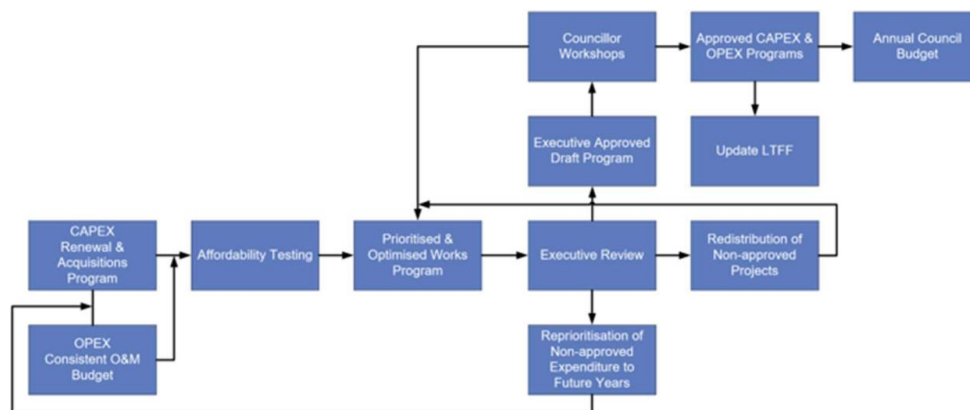 Councillor
Workshops
Approved CAPEX &
OPEX Programs
Annual Council
Budget
Executive Approved
Draft Program
Update LTFF
CAPEX
Renewal &
Acquisitions
Program
Affordability Testing
Prioritised &
Optimised Works
Program
Executive Review
Redistribution of
Non-approved
Projects
OPEX
Consistent O&M
Budget
Reprioritisation of
Non-approved
Expenditure to
Future Years